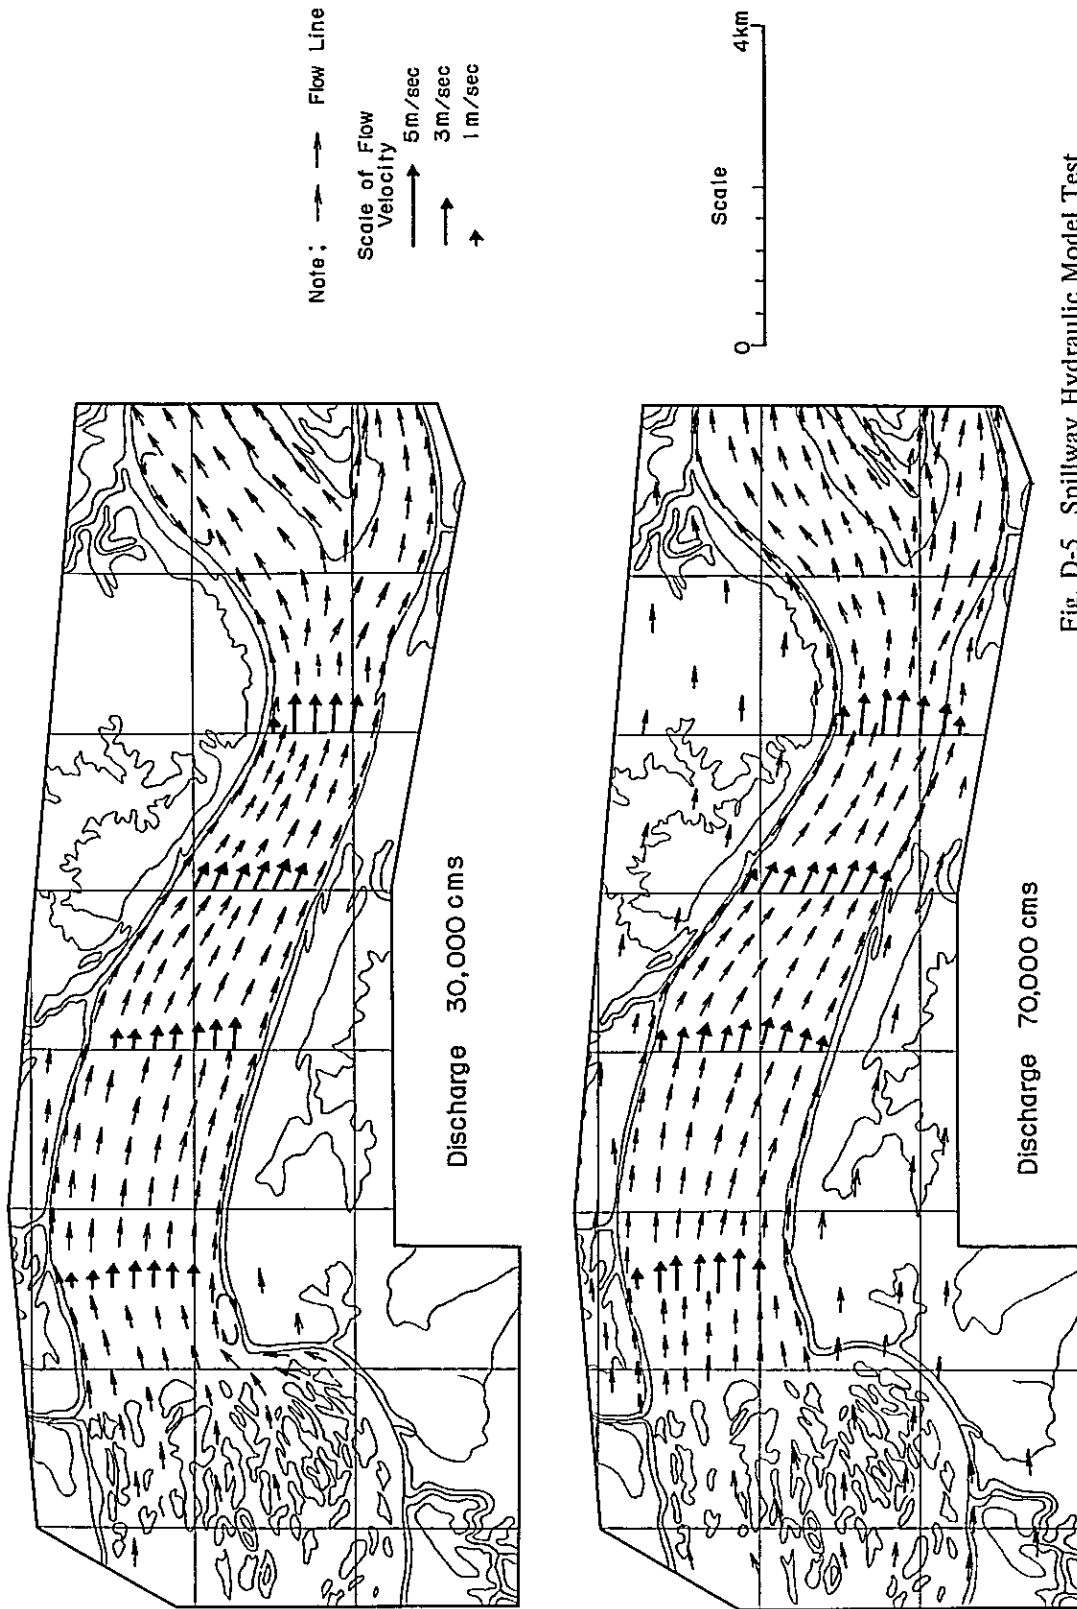 Note; → → Flow Line
Scale of Flow
Velocity
5m/sec
3m/sec
1m/sec
Discharge 30,000 cms
Discharge 70,000 cms
Scale
0 4km
Fig. D-5 Spillway Hydraulic Model Test